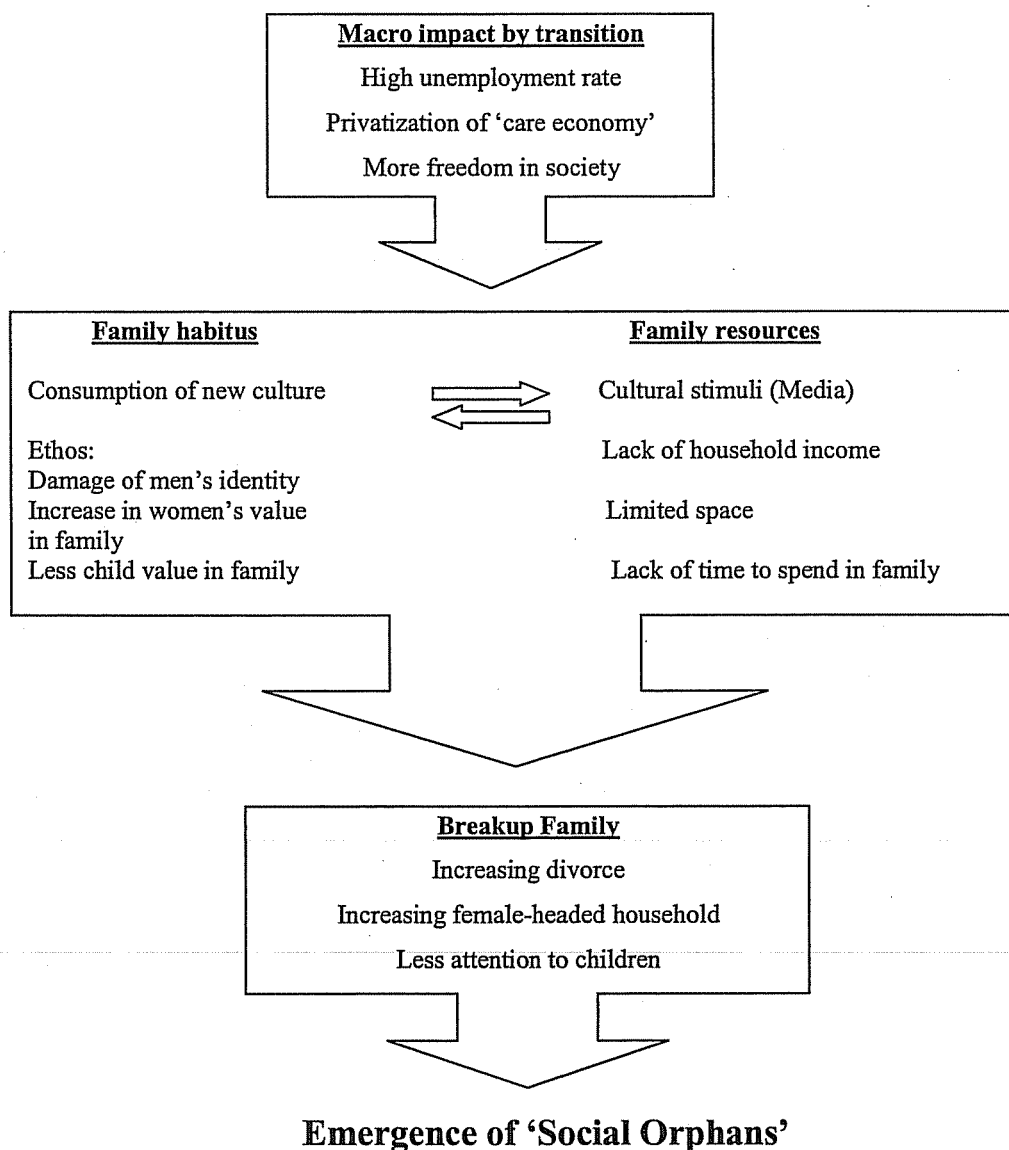 Macro impact by transition
High unemployment rate
Privatization of ‘care economy’
More freedom in society
Family habitus
Consumption of new culture
Ethos:
Damage of men’s identity
Increase in women’s value
in family
Less child value in family
Family resources
Cultural stimuli (Media)
Lack of household income
Limited space
Lack of time to spend in family
Breakup Family
Increasing divorce
Increasing female-headed household
Less attention to children
Emergence of ‘Social Orphans’